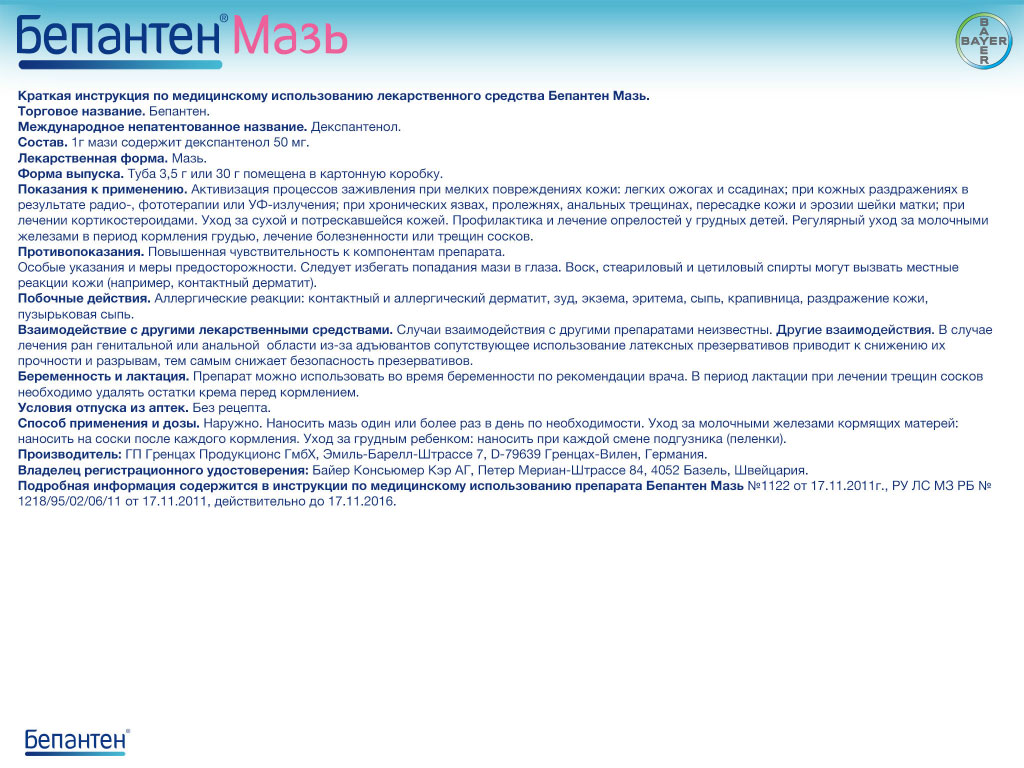 Бепантен® Мазь
BAYER
BAYER
Краткая инструкция по медицинскому использованию лекарственного средства Бепантен Мазь.
Торговое название. Бепантен.
Международное непатентованное название. Декспантенол.
Состав. 1г мази содержит декспантенол 50 мг.
Лекарственная форма. Мазь.
Форма выпуска. Туба 3,5 г или 30 г помещена в картонную коробку.
Показания к применению. Активизация процессов заживления при мелких повреждениях кожи: легких ожогах и ссадинах; при кожных раздражениях в
результате радио-, фототерапии или УФ-излучения; при хронических язвах, пролежнях, анальных трещинах, пересадке кожи и эрозии шейки матки; при
лечении кортикостероидами. Уход за сухой и потрескавшейся кожей. Профилактика и лечение опрелостей у грудных детей. Регулярный уход за молочными
железами в период кормления грудью, лечение болезненности или трещин сосков.
Противопоказания. Повышенная чувствительность к компонентам препарата.
Особые указания и меры предосторожности. Следует избегать попадания мази в глаза. Воск, стеариловый и цетиловый спирты могут вызвать местные
реакции кожи (например, контактный дерматит).
Побочные действия. Аллергические реакции: контактный и аллергический дерматит, зуд, экзема, эритема, сыпь, крапивница, раздражение кожи,
пузырьковая сыпь.
Взаимодействие с другими лекарственными средствами. Случаи взаимодействия с другими препаратами неизвестны. Другие взаимодействия. В случае
лечения ран генитальной или анальной области из-за адъювантов сопутствующее использование латексных презервативов приводит к снижению их
прочности и разрывам, тем самым снижает безопасность презервативов.
Беременность и лактация. Препарат можно использовать во время беременности по рекомендации врача. В период лактации при лечении трещин сосков
необходимо удалять остатки крема перед кормлением.
Условия отпуска из аптек. Без рецепта.
Способ применения и дозы. Наружно. Наносить мазь один или более раз в день по необходимости. Уход за молочными железами кормящих матерей:
наносить на соски после каждого кормления. Уход за грудным ребенком: наносить при каждой смене подгузника (пеленки).
Производитель: ГП Гренцах Продукционс ГмбХ, Эмиль-Барелл-Штрассе 7, D-79639 Гренцах-Вилен, Германия.
Владелец регистрационного удостоверения: Байер Консьюмер Кэр АГ, Петер Мериан-Штрассе 84, 4052 Базель, Швейцария.
Подробная информация содержится в инструкции по медицинскому использованию препарата Бепантен Мазь №1122 от 17.11.2011г., РУ ЛС МЗ РБ №
1218/95/02/06/11 от 17.11.2011, действительно до 17.11.2016.
Бепантен®